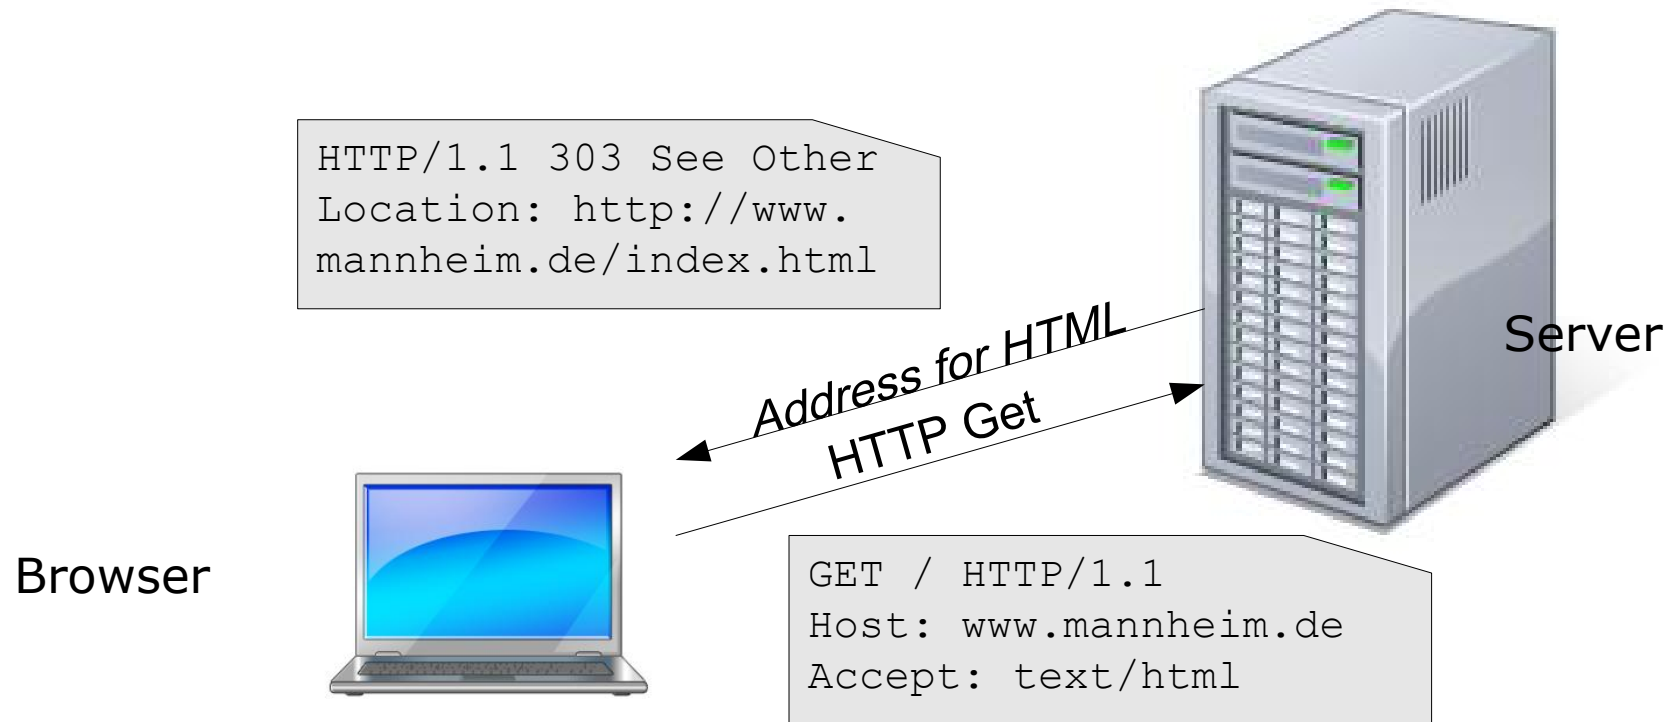 HTTP/1.1 303 See Other
Location: http://www.
mannheim.de/index.html
Server
Address for HTML
HTTP Get
Browser
GET / HTTP/1.1
Host: www.mannheim.de
Accept: text/html